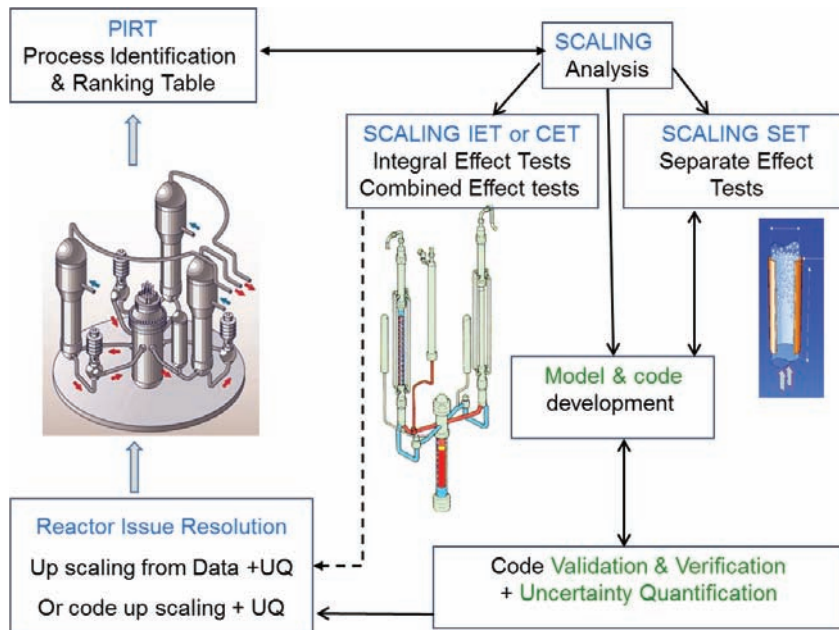 PIRT
Process Identification
& Ranking Table
SCALING
Analysis
SCALING IET or CET
Integral Effect Tests
Combined Effect tests
SCALING SET
Separate Effect
Tests
Model & code
development
Reactor Issue Resolution
Up scaling from Data +UQ
Or code up scaling + UQ
Code Validation & Verification
+ Uncertainty Quantification